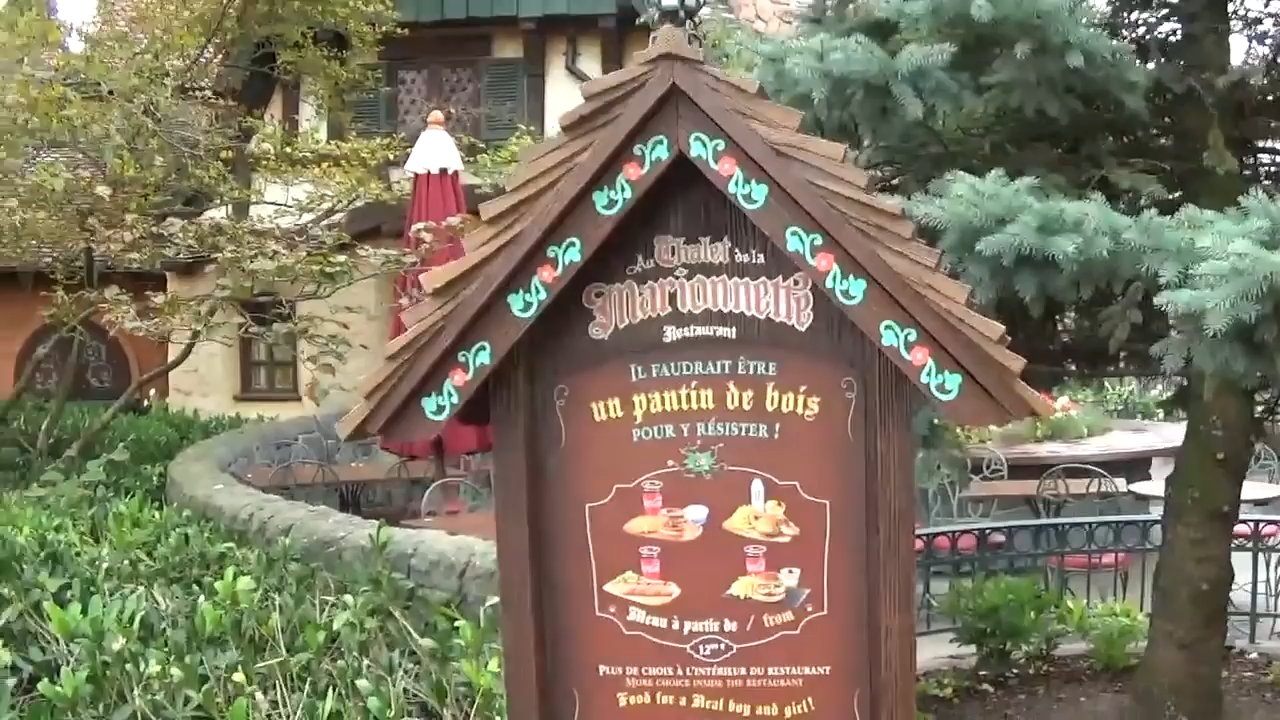 Au Chalet de la
Marionnette
Restaurant
IL FAUDRAIT ÊTRE
un pantin de bois
POUR Y RÉSISTER !
Menu à partir de / from
12⁹⁹ €
PLUS DE CHOIX À L'INTÉRIEUR DU RESTAURANT
MORE CHOICE INSIDE THE RESTAURANT
Food for a Real boy and girl!